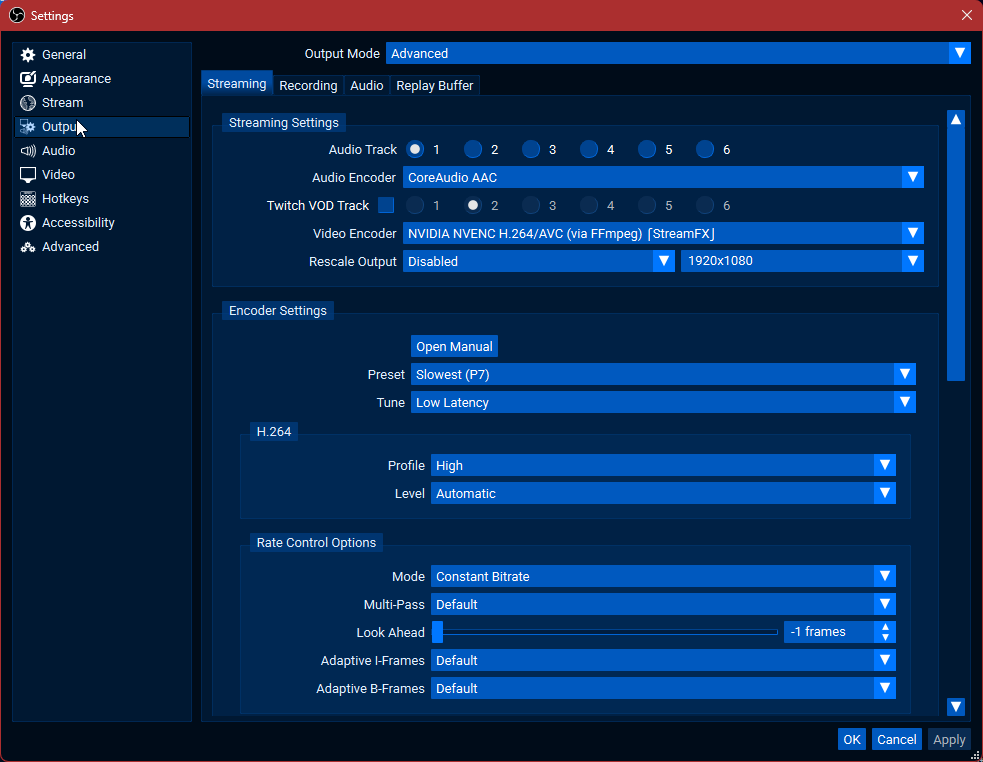 Settings
General
Appearance
Stream
Output
Audio
Video
Hotkeys
Accessibility
Advanced
Output Mode Advanced
Streaming Recording Audio Replay Buffer
Streaming Settings
Audio Track 1 2 3 4 5 6
Audio Encoder CoreAudio AAC
Twitch VOD Track 1 2 3 4 5 6
Video Encoder NVIDIA NVENC H.264/AVC (via FFmpeg) ⌈StreamFX⌋
Rescale Output Disabled 1920x1080
Encoder Settings
Open Manual
Preset Slowest (P7)
Tune Low Latency
H.264
Profile High
Level Automatic
Rate Control Options
Mode Constant Bitrate
Multi-Pass Default
Look Ahead -1 frames
Adaptive I-Frames Default
Adaptive B-Frames Default
OK Cancel Apply